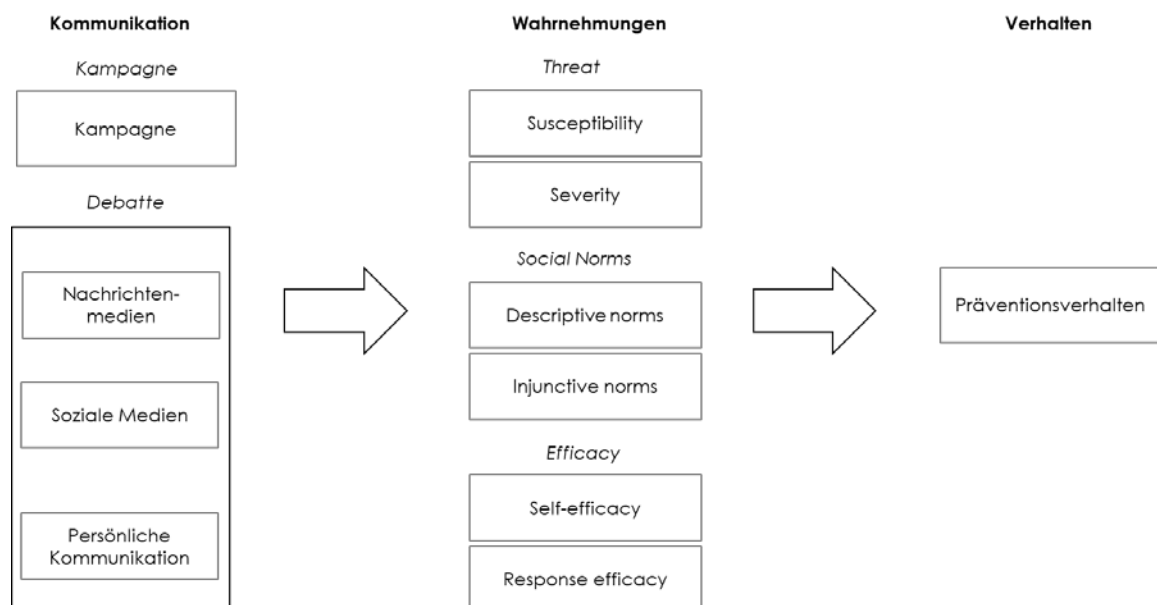 Kommunikation
Kampagne
Kampagne
Debatte
Nachrichten-
medien
Soziale Medien
Persönliche
Kommunikation
Wahrnehmungen
Threat
Susceptibility
Severity
Social Norms
Descriptive norms
Injunctive norms
Efficacy
Self-efficacy
Response efficacy
Verhalten
Präventionsverhalten